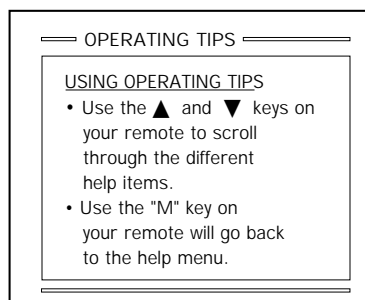 OPERATING TIPS
USING OPERATING TIPS
• Use the ▲ and ▼ keys on
your remote to scroll
through the different
help items.
• Use the "M" key on
your remote will go back
to the help menu.